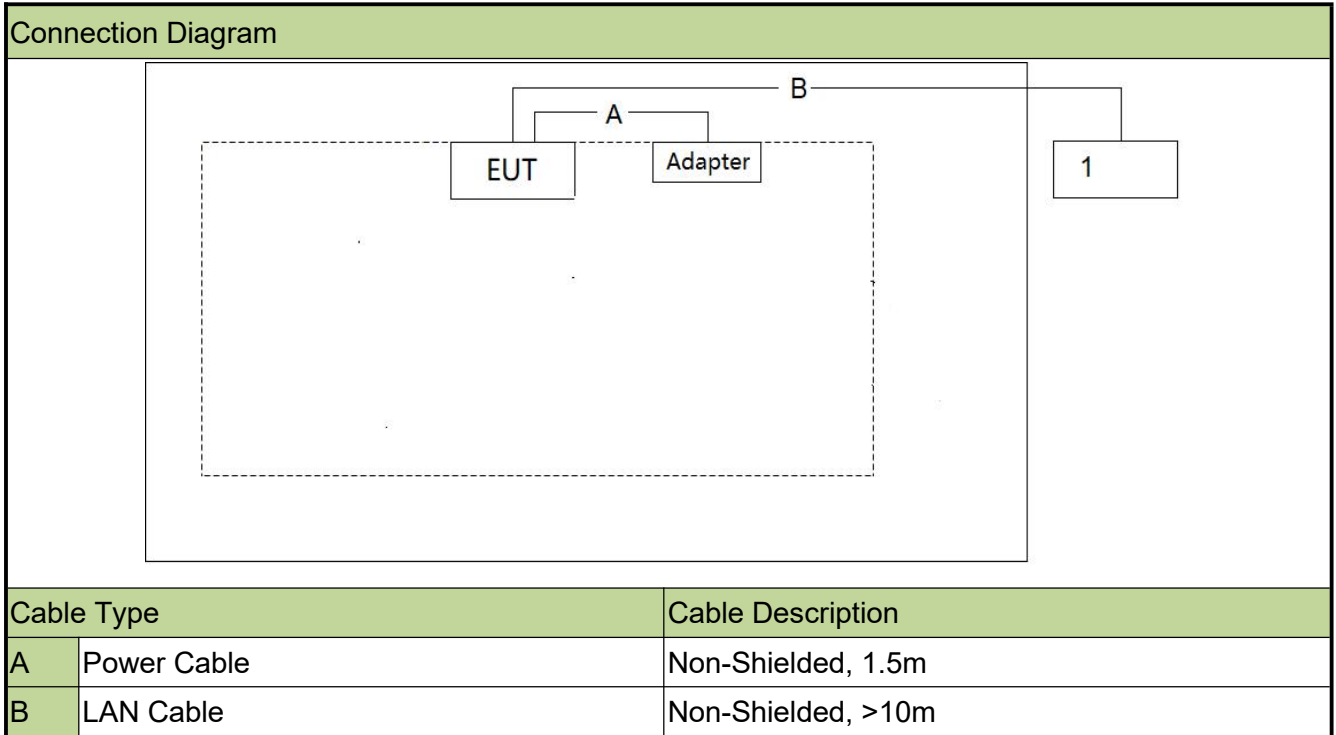 Connection Diagram
B
A
EUT
Adapter
1
Cable Type Cable Description
A Power Cable Non-Shielded, 1.5m
B LAN Cable Non-Shielded, >10m